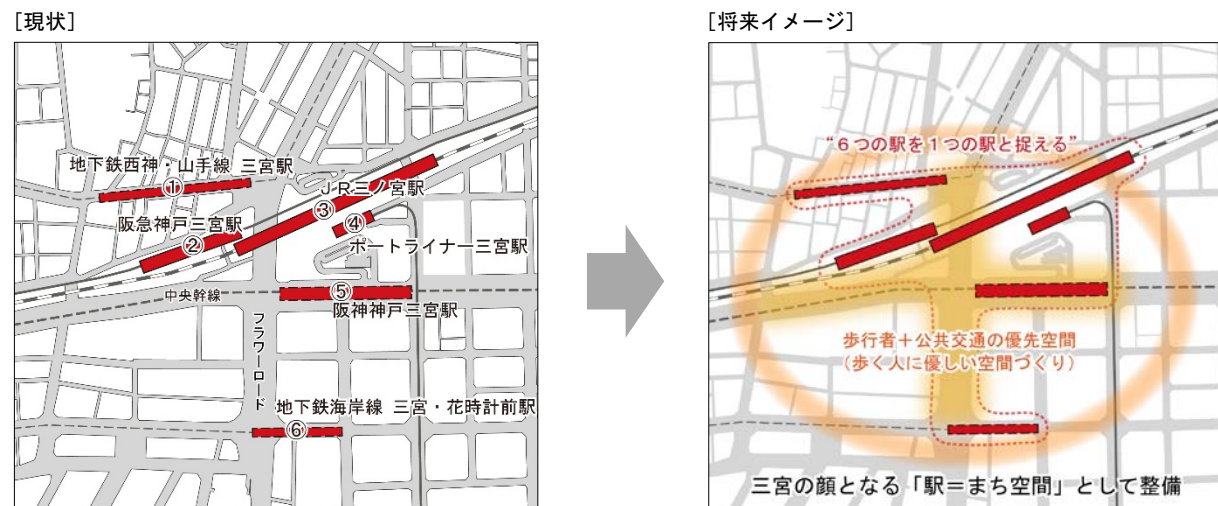 [現状]
地下鉄西神・山手線 三宮駅
①
JR三ノ宮駅
③
阪急神戸三宮駅
②
④
ポートライナー三宮駅
中央幹線
⑤
阪神神戸三宮駅
フラワーロード
地下鉄海岸線 三宮・花時計前駅
⑥
[将来イメージ]
“6つの駅を1つの駅と捉える”
歩行者+公共交通の優先空間
(歩く人に優しい空間づくり)
三宮の顔となる「駅=まち空間」として整備